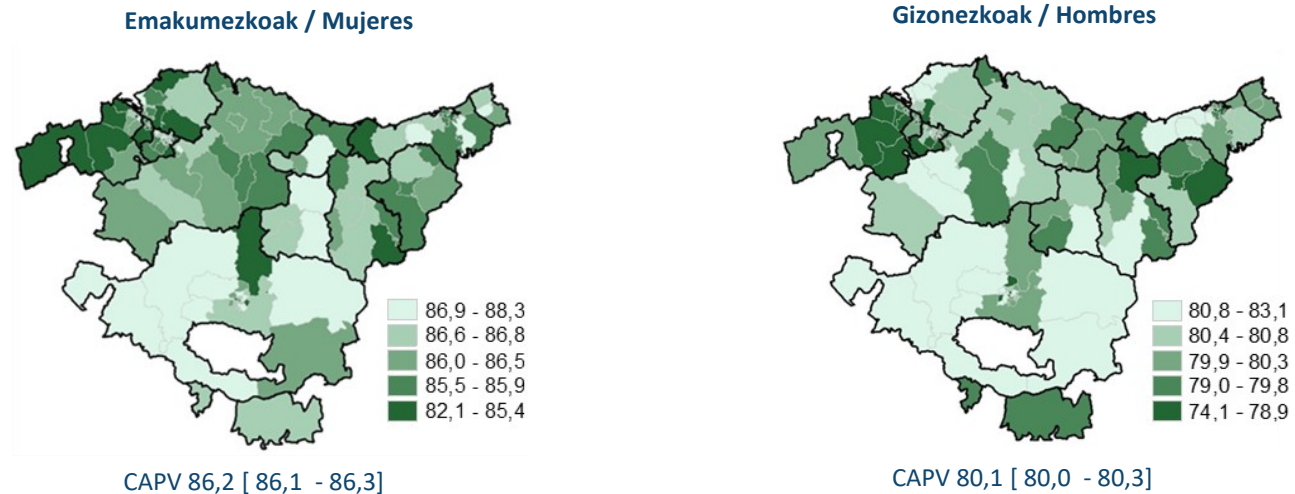 Emakumezkoak / Mujeres
86,9 - 88,3
86,6 - 86,8
86,0 - 86,5
85,5 - 85,9
82,1 - 85,4
CAPV 86,2 [ 86,1 - 86,3]
Gizonezkoak / Hombres
80,8 - 83,1
80,4 - 80,8
79,9 - 80,3
79,0 - 79,8
74,1 - 78,9
CAPV 80,1 [ 80,0 - 80,3]